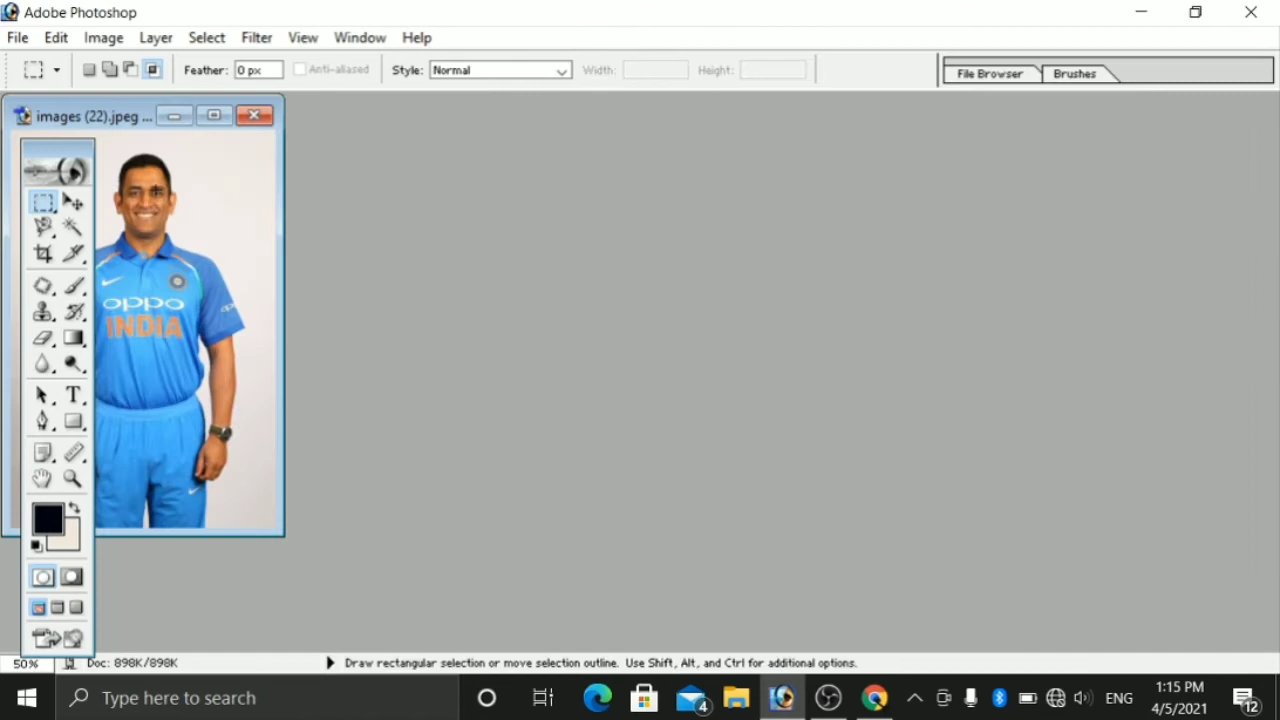 Adobe Photoshop
File Edit Image Layer Select Filter View Window Help
Feather: 0 px Anti-aliased Style: Normal Width: Height: File Browser Brushes
images (22).jpeg ...
oppo
INDIA
T
50% Doc: 898K/898K Draw rectangular selection or move selection outline. Use Shift, Alt, and Ctrl for additional options.
Type here to search 4 ENG 1:15 PM
4/5/2021 12